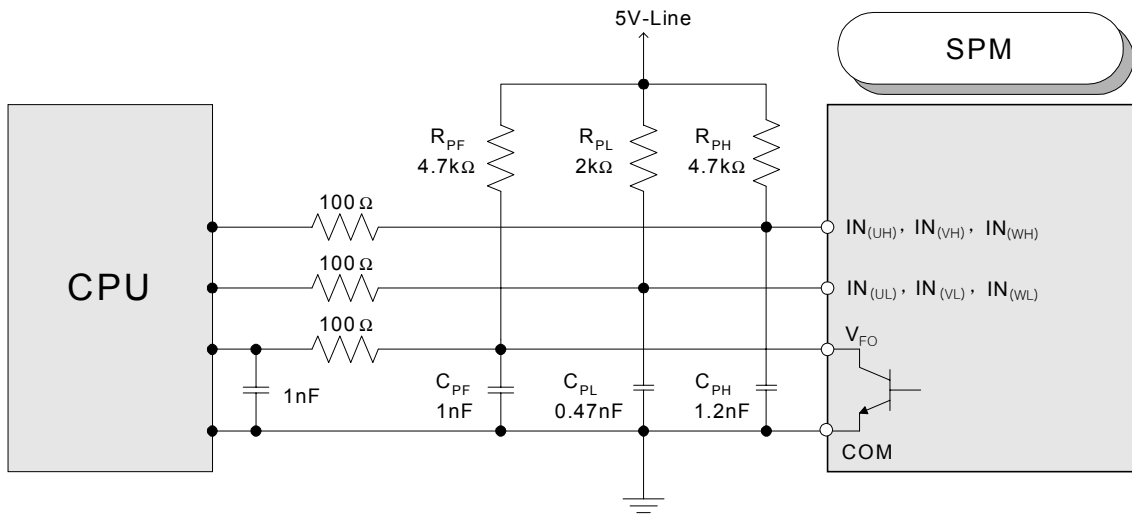 5V-Line
SPM
R_PF
4.7kΩ
R_PL
2kΩ
R_PH
4.7kΩ
100 Ω
100 Ω
100 Ω
CPU
IN(UH), IN(VH), IN(WH)
IN(UL), IN(VL), IN(WL)
V_FO
1nF
C_PF
1nF
C_PL
0.47nF
C_PH
1.2nF
COM